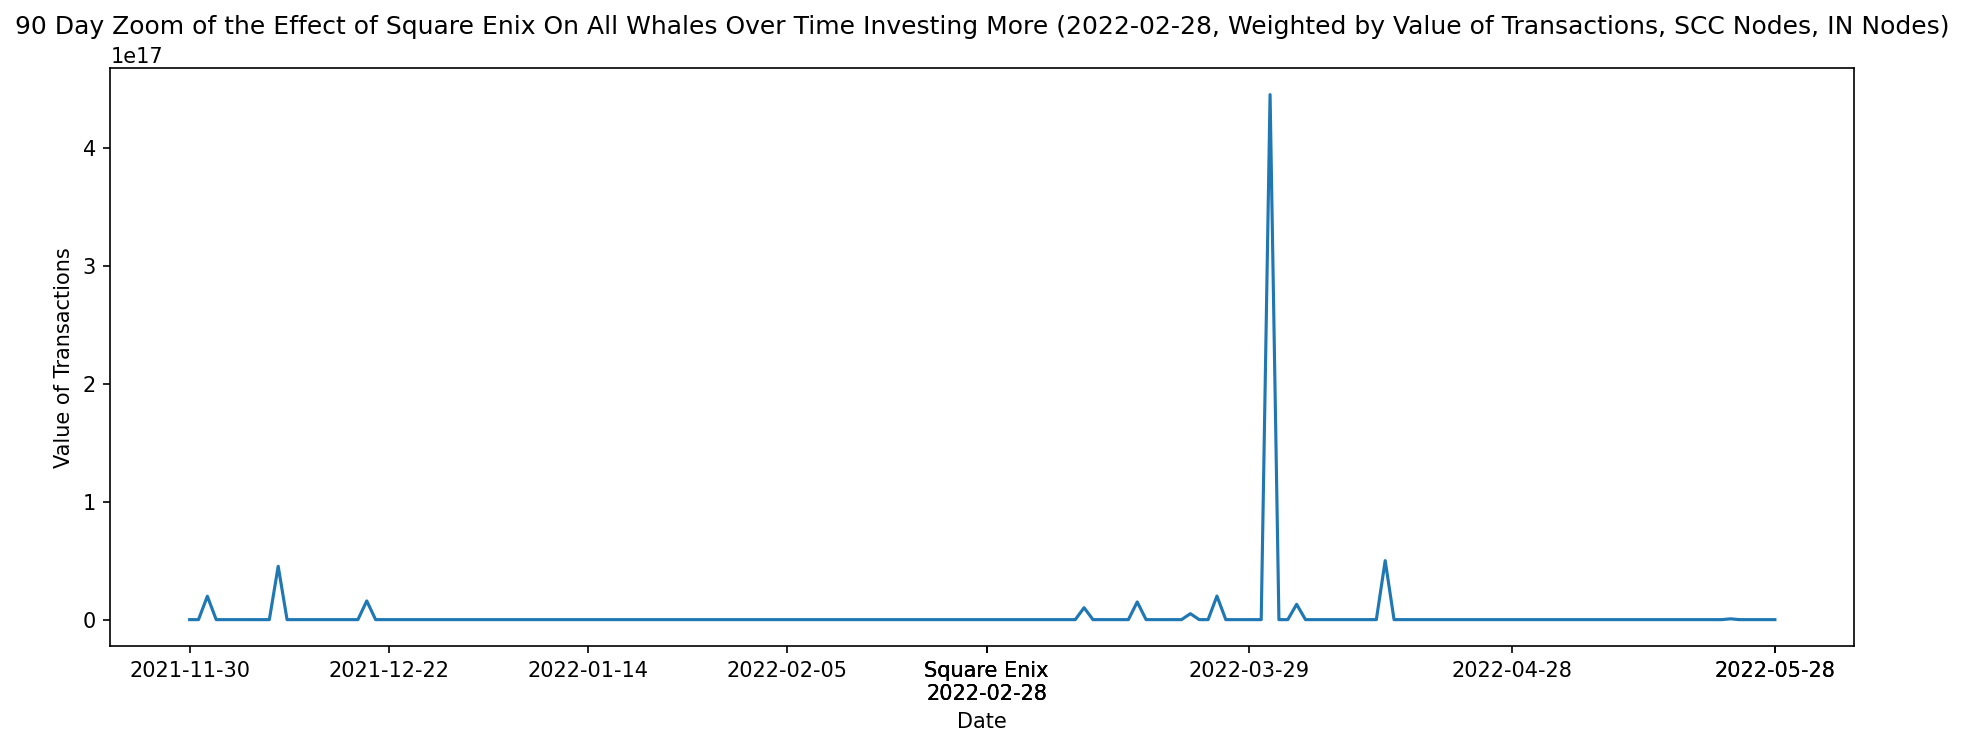 90 Day Zoom of the Effect of Square Enix On All Whales Over Time Investing More (2022-02-28, Weighted by Value of Transactions, SCC Nodes, IN Nodes)
1e17
4
3
2
1
0
Value of Transactions
2021-11-30 2021-12-22 2022-01-14 2022-02-05 Square Enix 2022-03-29 2022-04-28 2022-05-28
2022-02-28
Date